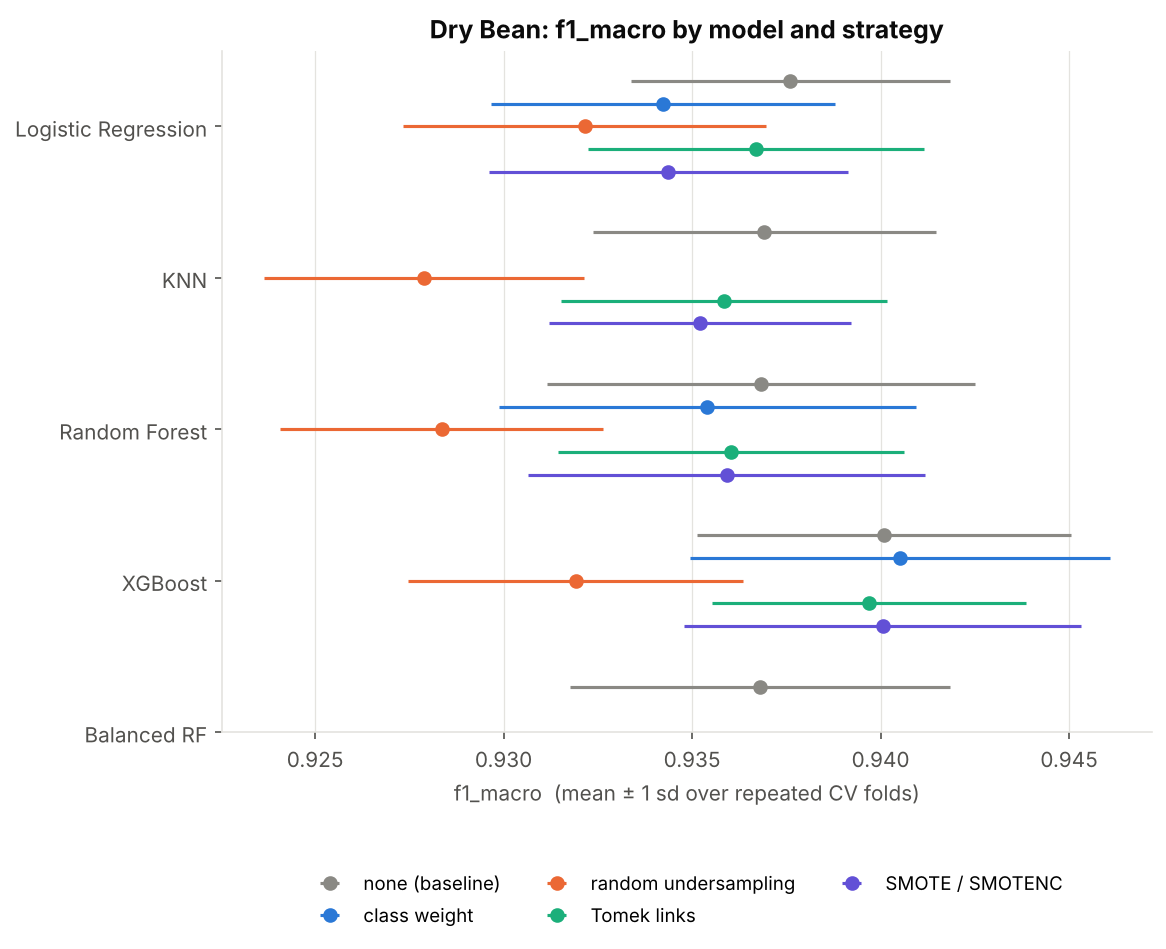 Dry Bean: f1_macro by model and strategy
Logistic Regression
KNN
Random Forest
XGBoost
Balanced RF
0.925 0.930 0.935 0.940 0.945
f1_macro (mean ± 1 sd over repeated CV folds)
none (baseline) random undersampling SMOTE / SMOTENC
class weight Tomek links